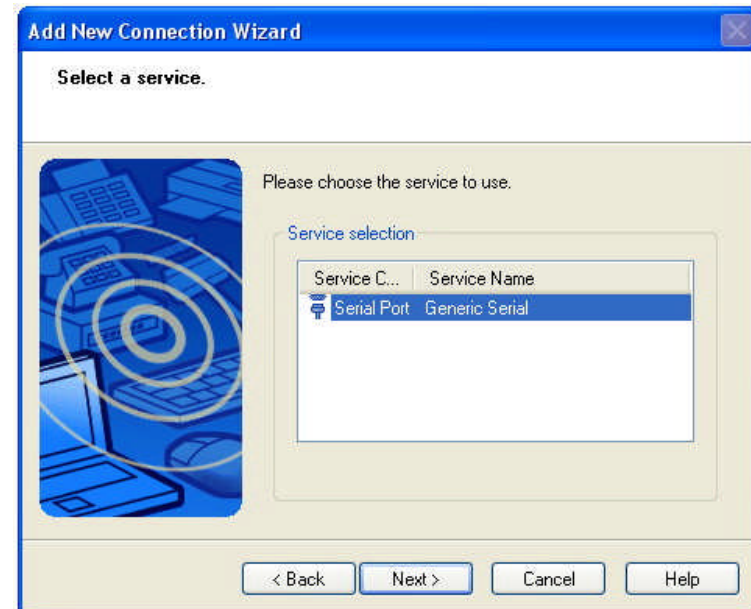 Add New Connection Wizard
Select a service.
Please choose the service to use.
Service selection
Service C... Service Name
Serial Port Generic Serial
< Back Next > Cancel Help